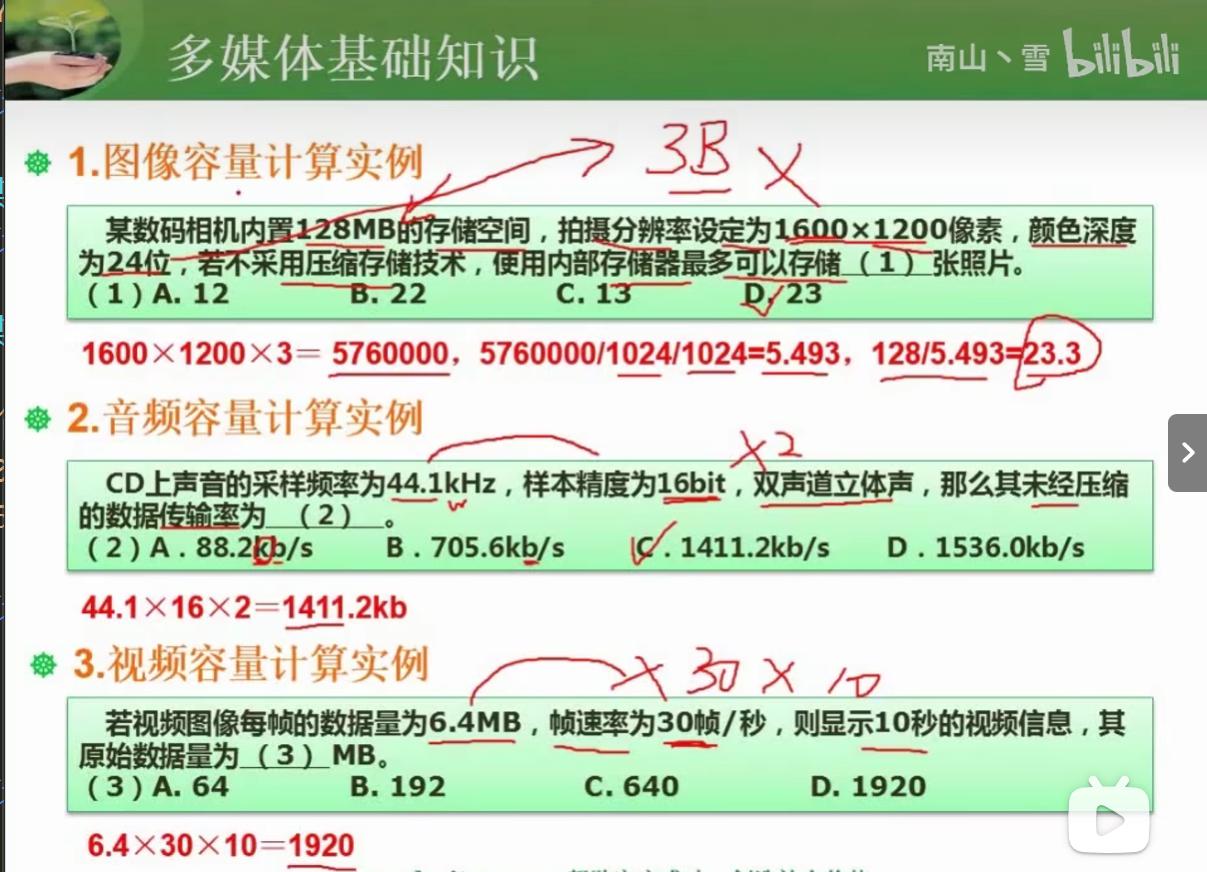 多媒体基础知识
南山丶雪 bilibili
1.图像容量计算实例
3B ×
某数码相机内置128MB的存储空间，拍摄分辨率设定为1600×1200像素，颜色深度
为24位，若不采用压缩存储技术，使用内部存储器最多可以存储（1）张照片。
（1）A. 12 B. 22 C. 13 D. 23
1600×1200×3＝ 5760000，5760000/1024/1024=5.493，128/5.493=23.3
2.音频容量计算实例
×2
CD上声音的采样频率为44.1kHz，样本精度为16bit，双声道立体声，那么其未经压缩
的数据传输率为（2）。
（2）A．88.2kb/s B．705.6kb/s C．1411.2kb/s D．1536.0kb/s
44.1×16×2＝1411.2kb
3.视频容量计算实例
× 30 × 10
若视频图像每帧的数据量为6.4MB，帧速率为30帧/秒，则显示10秒的视频信息，其
原始数据量为（3）MB。
（3）A. 64 B. 192 C. 640 D. 1920
6.4×30×10＝1920